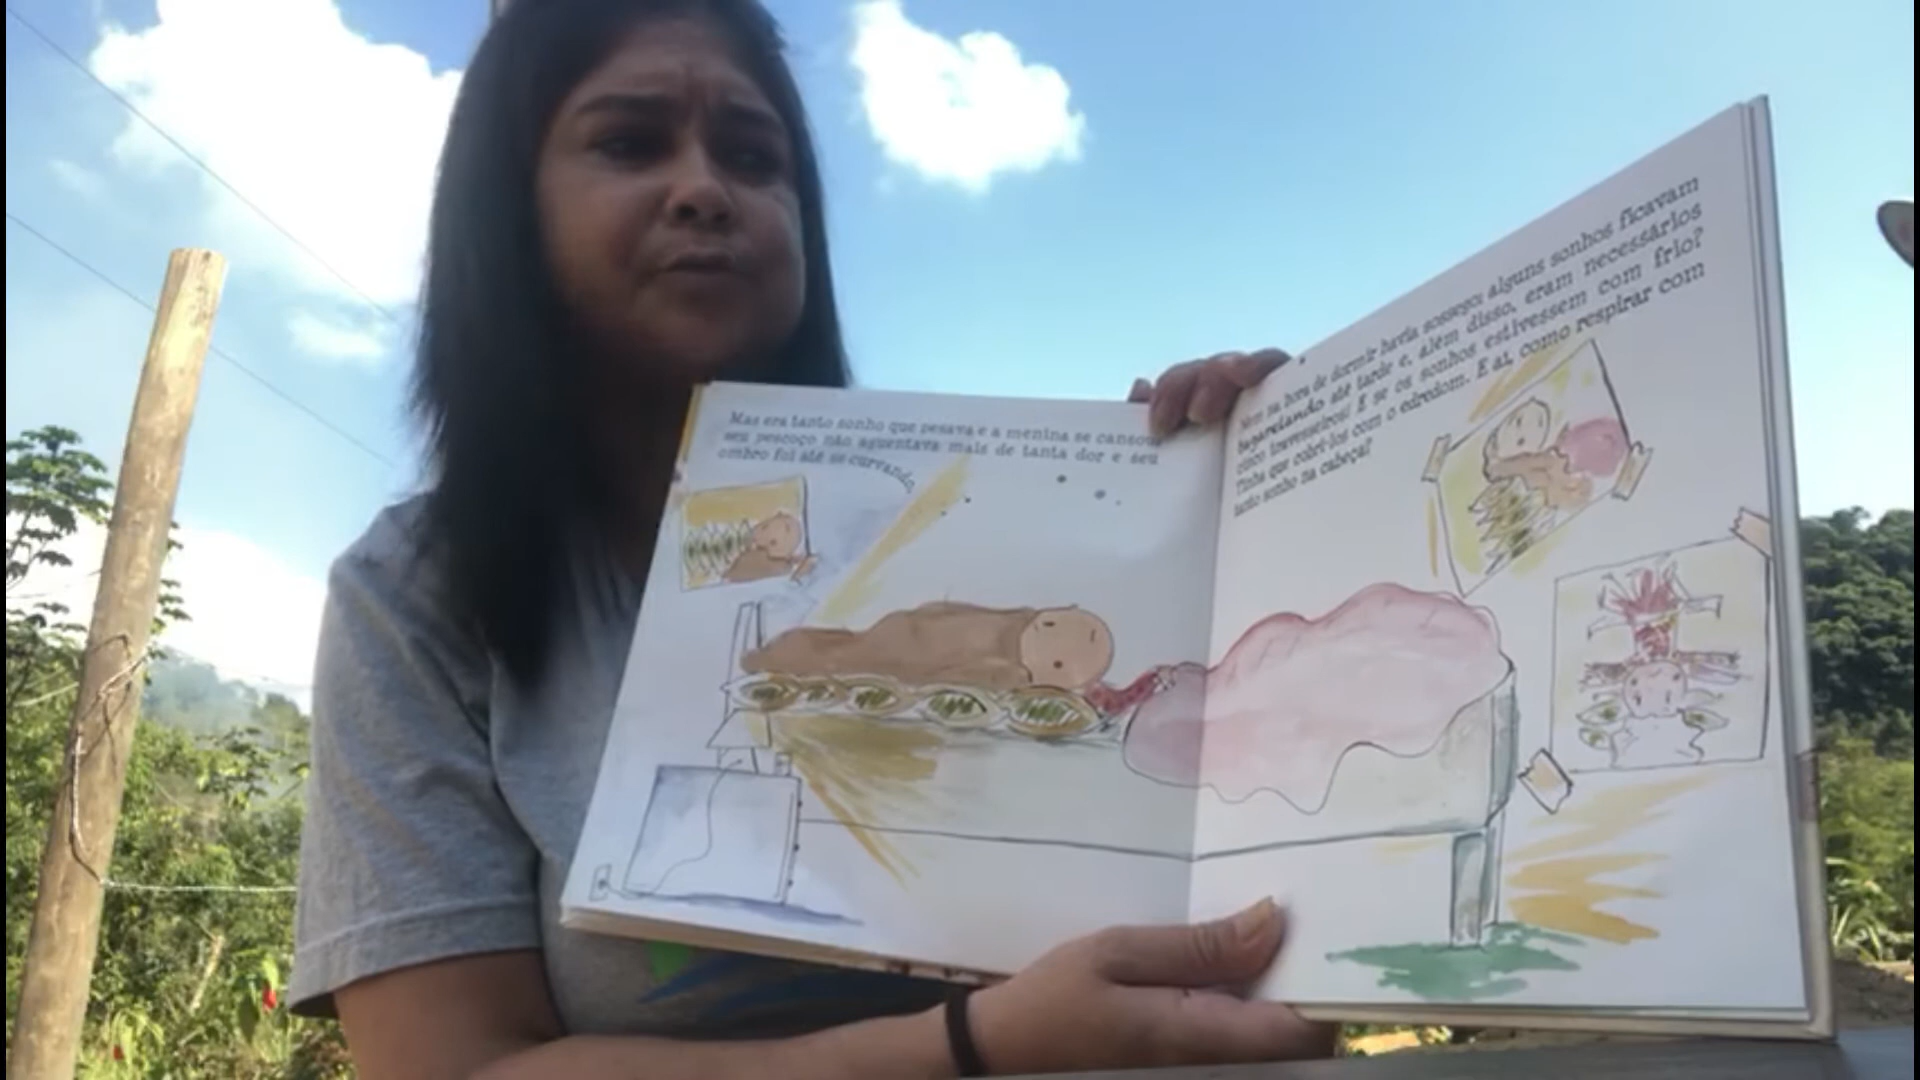 Mas era tanto sonho que pesava e a menina se cansou:
seu pescoço não aguentava mais de tanta dor e seu
ombro foi até se curvando.
Nem na hora de dormir havia sossego: alguns sonhos ficavam
tagarelando até tarde e, além disso, eram necessários
cinco travesseiros! E se os sonhos estivessem com frio?
Tinha que cobri-los com o edredom. E aí, como respirar com
tanto sonho na cabeça?